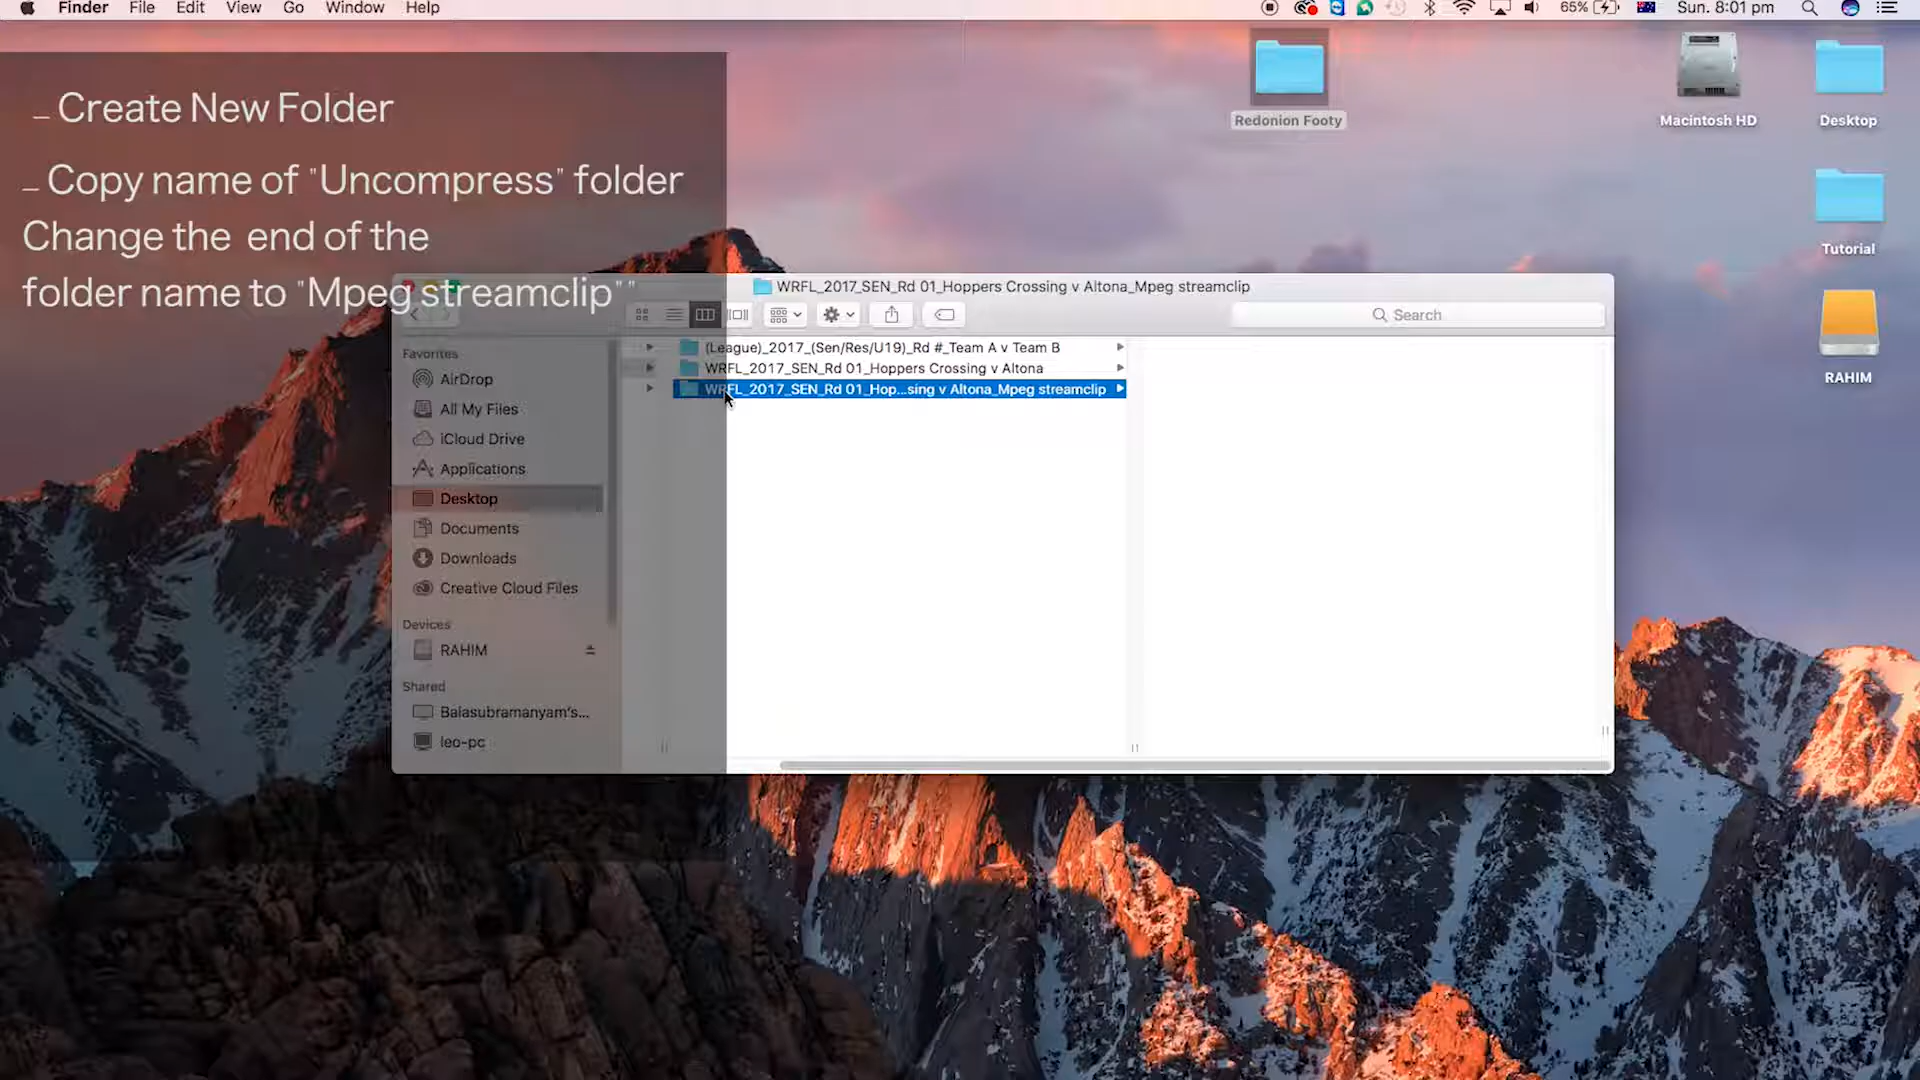 Finder File Edit View Go Window Help
65% Sun. 8:01 pm
_ Create New Folder
_ Copy name of "Uncompress" folder
Change the end of the
folder name to "Mpeg streamclip""
Redonion Footy
Macintosh HD
Desktop
Tutorial
RAHIM
WRFL_2017_SEN_Rd 01_Hoppers Crossing v Altona_Mpeg streamclip
Search
Favorites
AirDrop
All My Files
iCloud Drive
Applications
Desktop
Documents
Downloads
Creative Cloud Files
Devices
RAHIM
Shared
Balasubramanyam's...
leo-pc
(League)_2017_(Sen/Res/U19)_Rd #_Team A v Team B
WRFL_2017_SEN_Rd 01_Hoppers Crossing v Altona
WRFL_2017_SEN_Rd 01_Hop...sing v Altona_Mpeg streamclip